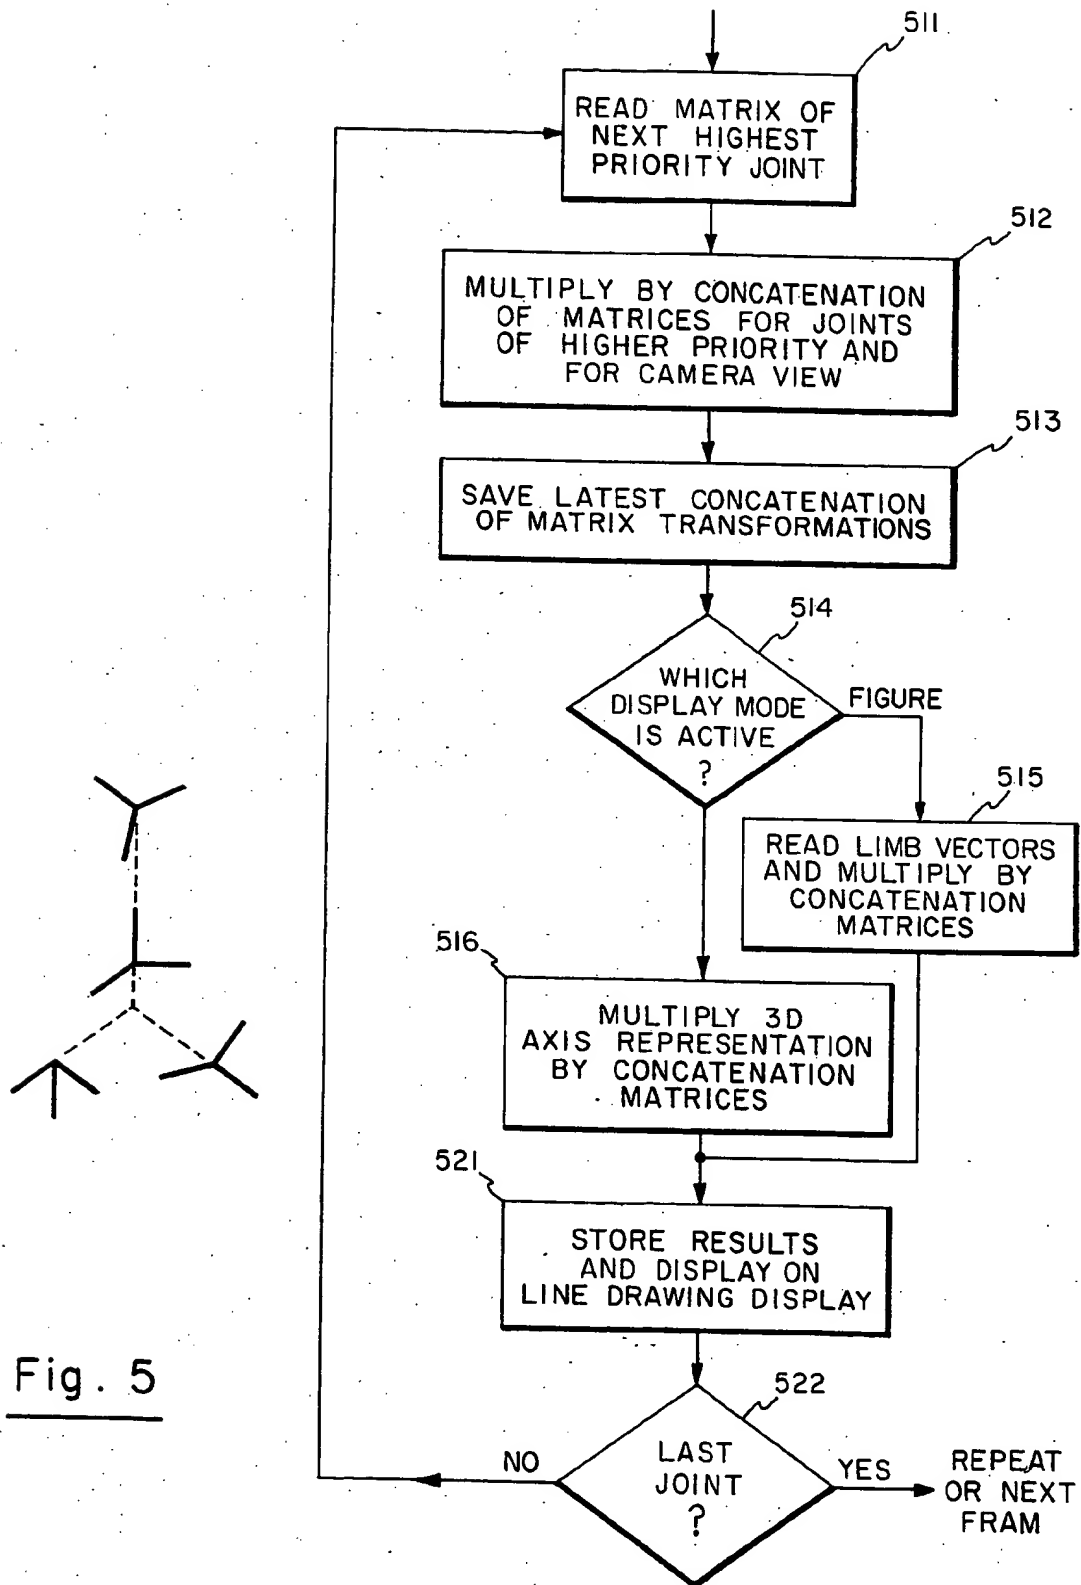 511
READ MATRIX OF
NEXT HIGHEST
PRIORITY JOINT
512
MULTIPLY BY CONCATENATION
OF MATRICES FOR JOINTS
OF HIGHER PRIORITY AND
FOR CAMERA VIEW
513
SAVE LATEST CONCATENATION
OF MATRIX TRANSFORMATIONS
514
WHICH
DISPLAY MODE
IS ACTIVE
?
FIGURE
515
READ LIMB VECTORS
AND MULTIPLY BY
CONCATENATION
MATRICES
516
MULTIPLY 3D
AXIS REPRESENTATION
BY CONCATENATION
MATRICES
521
STORE RESULTS
AND DISPLAY ON
LINE DRAWING DISPLAY
522
LAST
JOINT
?
NO
YES
REPEAT
OR NEXT
FRAM
Fig. 5